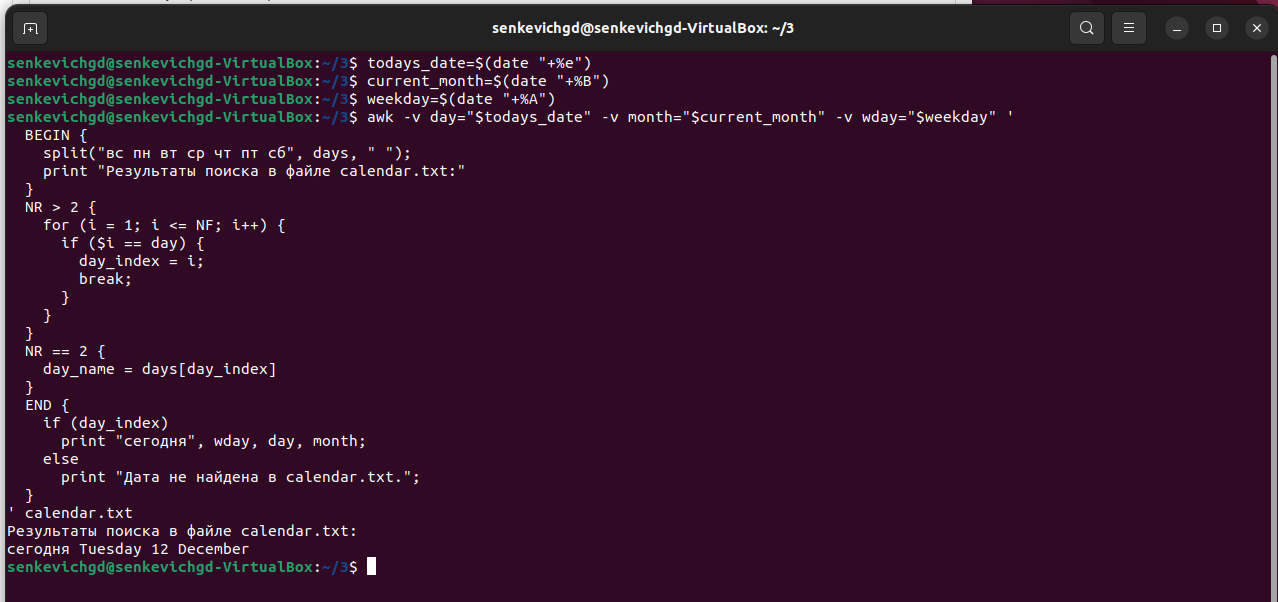 senkevichgd@senkevichgd-VirtualBox: ~/3
senkevichgd@senkevichgd-VirtualBox:~/3$ todays_date=$(date "+%e")
senkevichgd@senkevichgd-VirtualBox:~/3$ current_month=$(date "+%B")
senkevichgd@senkevichgd-VirtualBox:~/3$ weekday=$(date "+%A")
senkevichgd@senkevichgd-VirtualBox:~/3$ awk -v day="$todays_date" -v month="$current_month" -v wday="$weekday" '
  BEGIN {
    split("вс пн вт ср чт пт сб", days, " ");
    print "Результаты поиска в файле calendar.txt:"
  }
  NR > 2 {
    for (i = 1; i <= NF; i++) {
      if ($i == day) {
        day_index = i;
        break;
      }
    }
  }
  NR == 2 {
    day_name = days[day_index]
  }
  END {
    if (day_index)
      print "сегодня", wday, day, month;
    else
      print "Дата не найдена в calendar.txt.";
  }
' calendar.txt
Результаты поиска в файле calendar.txt:
сегодня Tuesday 12 December
senkevichgd@senkevichgd-VirtualBox:~/3$